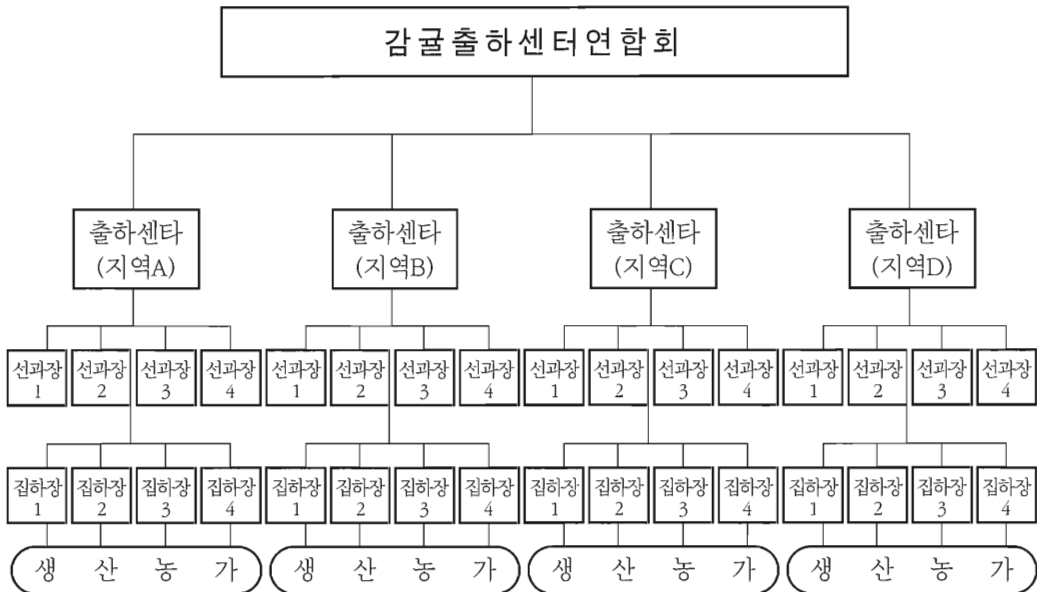 감귤출하센터연합회
출하센타 출하센타 출하센타 출하센타
(지역A) (지역B) (지역C) (지역D)
선과장 선과장 선과장 선과장 선과장 선과장 선과장 선과장 선과장 선과장 선과장 선과장 선과장 선과장 선과장 선과장
1 2 3 4 1 2 3 4 1 2 3 4 1 2 3 4
집하장 집하장 집하장 집하장 집하장 집하장 집하장 집하장 집하장 집하장 집하장 집하장 집하장 집하장 집하장 집하장
1 2 3 4 1 2 3 4 1 2 3 4 1 2 3 4
생 산 농 가 생 산 농 가 생 산 농 가 생 산 농 가